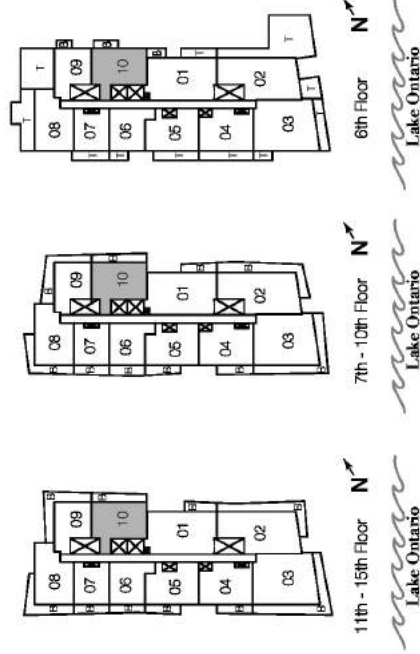 B
08
09
B
07
10
B
06
B
01
05
B
02
04
B
03
B
11th - 15th Floor N
Lake Ontario
B
08
09
B
07
10
B
06
B
01
05
B
02
04
B
03
B
7th - 10th Floor N
Lake Ontario
T
T
B
B
08
09
T
07
10
B
06
T
01
05
T
T
02
04
T
03
T
6th Floor N
Lake Ontario